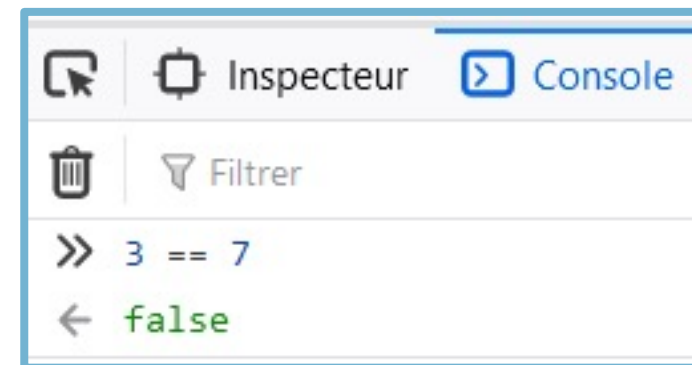 Inspecteur Console
Filtrer
>> 3 == 7
← false